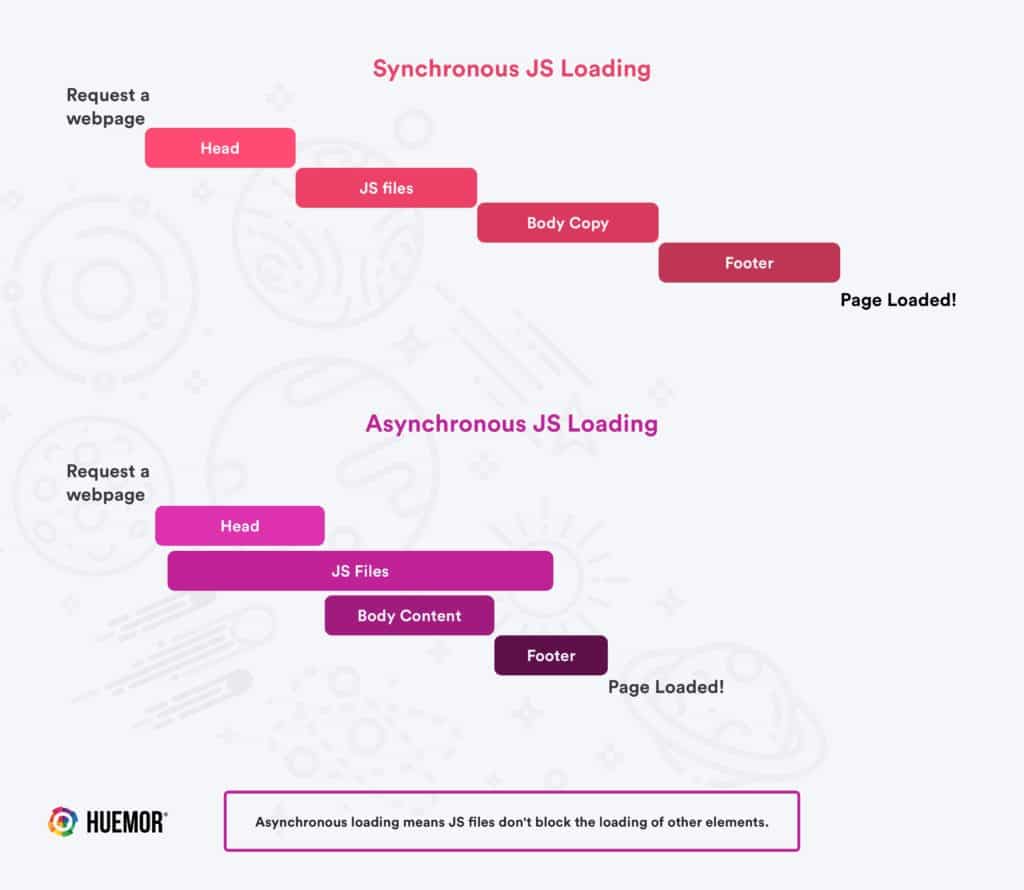 Synchronous JS Loading
Request a
webpage
Head
JS files
Body Copy
Footer
Page Loaded!
Asynchronous JS Loading
Request a
webpage
Head
JS Files
Body Content
Footer
Page Loaded!
HUEMOR®
Asynchronous loading means JS files don't block the loading of other elements.